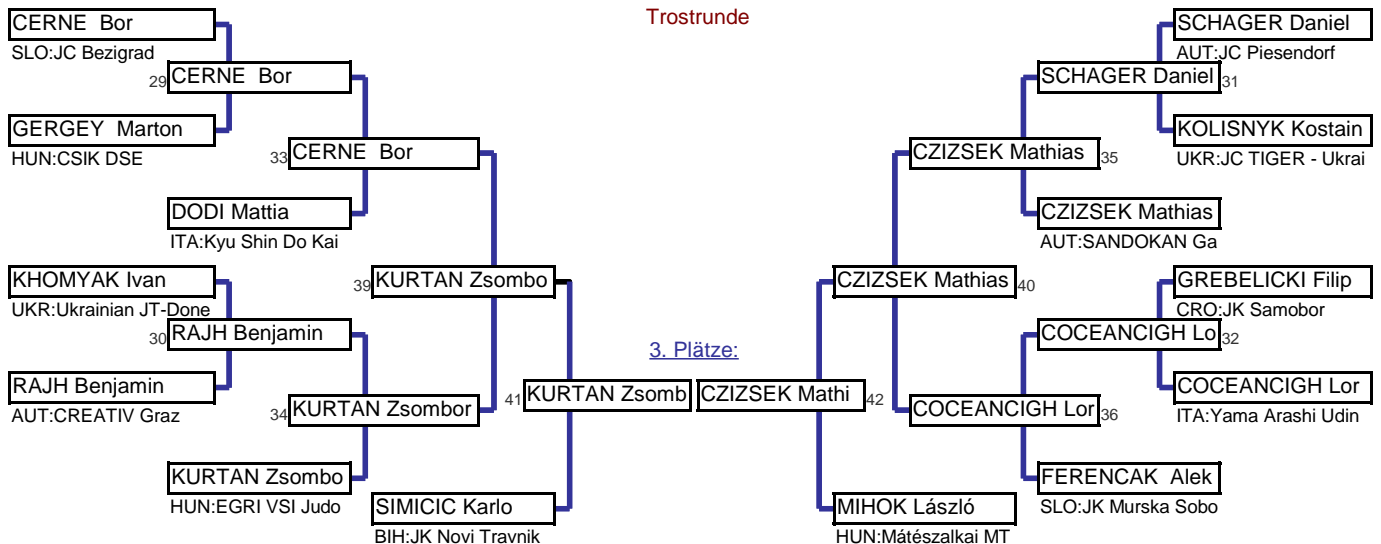 Trostrunde
CERNE Bor
SLO:JC Bezigrad
29 CERNE Bor
GERGEY Marton
HUN:CSIK DSE
33 CERNE Bor
DODI Mattia
ITA:Kyu Shin Do Kai
KHOMYAK Ivan
UKR:Ukrainian JT-Done
39 KURTAN Zsombo
30 RAJH Benjamin
RAJH Benjamin
AUT:CREATIV Graz
34 KURTAN Zsombor
KURTAN Zsombo
HUN:EGRI VSI Judo
SIMICIC Karlo
BIH:JK Novi Travnik
3. Plätze:
41 KURTAN Zsomb
CZIZSEK Mathi 42
SCHAGER Daniel
AUT:JC Piesendorf
SCHAGER Daniel 31
KOLISNYK Kostain
UKR:JC TIGER - Ukrai
CZIZSEK Mathias 35
CZIZSEK Mathias
AUT:SANDOKAN Ga
CZIZSEK Mathias 40
GREBELICKI Filip
CRO:JK Samobor
COCEANCIGH Lo 32
COCEANCIGH Lor
ITA:Yama Arashi Udin
COCEANCIGH Lor 36
FERENCAK Alek
SLO:JK Murska Sobo
MIHOK László
HUN:Mátészalkai MT